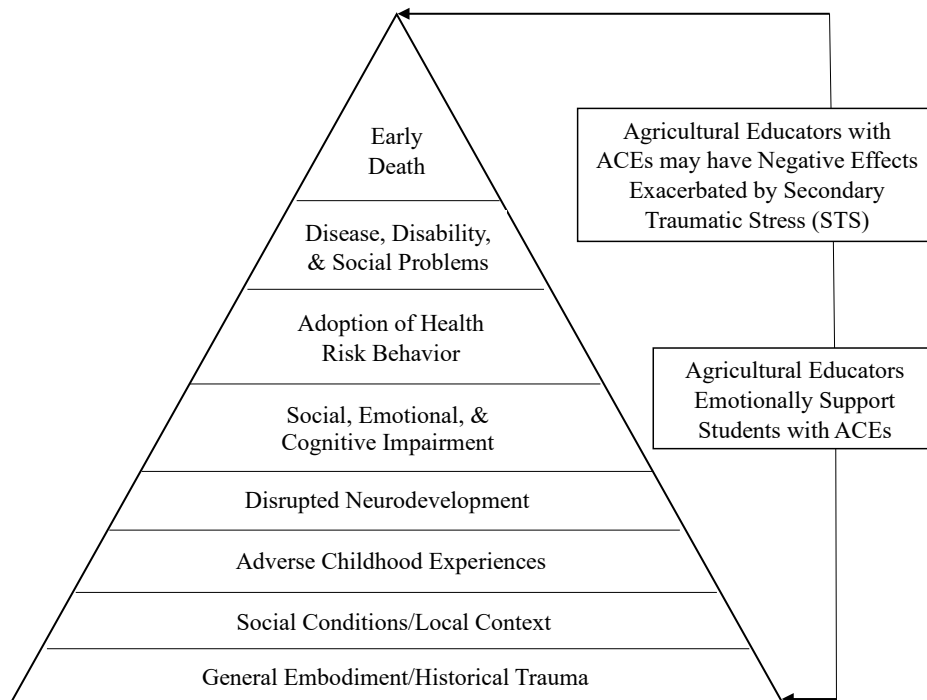 Early
Death
Disease, Disability,
& Social Problems
Adoption of Health
Risk Behavior
Social, Emotional, &
Cognitive Impairment
Disrupted Neurodevelopment
Adverse Childhood Experiences
Social Conditions/Local Context
General Embodiment/Historical Trauma
Agricultural Educators with
ACEs may have Negative Effects
Exacerbated by Secondary
Traumatic Stress (STS)
Agricultural Educators
Emotionally Support
Students with ACEs